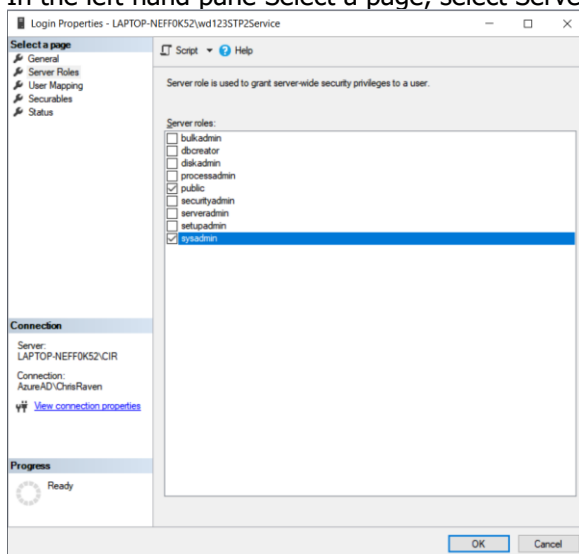 In the left hand pane Select a page, select Serve
Login Properties - LAPTOP-NEFF0K52\wd123STP2Service
Select a page
General
Server Roles
User Mapping
Securables
Status
Script
Help
Server role is used to grant server-wide security privileges to a user.
Server roles:
bulkadmin
dbcreator
diskadmin
processadmin
public
securityadmin
serveradmin
setupadmin
sysadmin
Connection
Server:
LAPTOP-NEFF0K52\CIR
Connection:
AzureAD\ChrisRaven
View connection properties
Progress
Ready
OK
Cancel